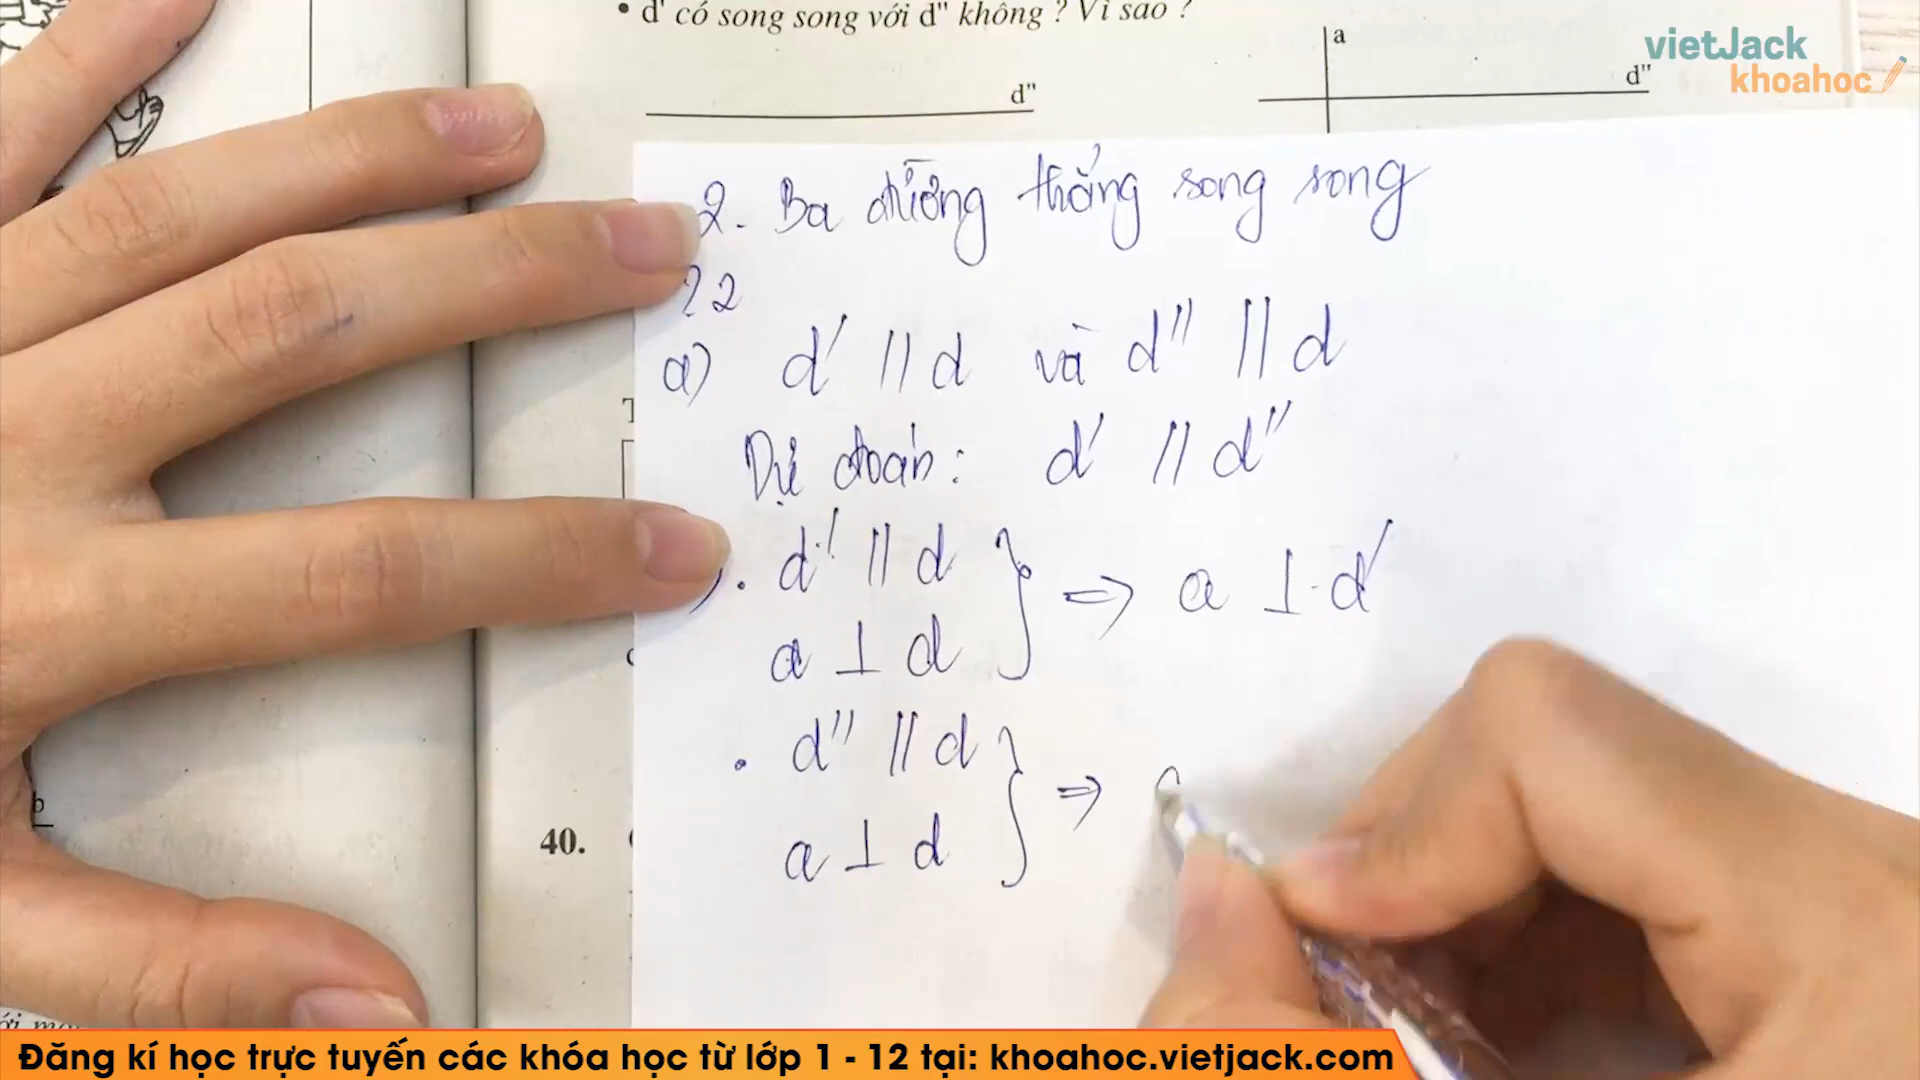 • d' có song song với d" không ? Vì sao ?
a
vietJack
khoahoc
d"
d"
2. Ba đường thẳng song song
?2
a) d' // d và d'' // d
Dự đoán: d' // d''
. d' // d } => a ⊥ d'
a ⊥ d
. d'' // d } =>
a ⊥ d
b
40.
Đăng kí học trực tuyến các khóa học từ lớp 1 - 12 tại: khoahoc.vietjack.com